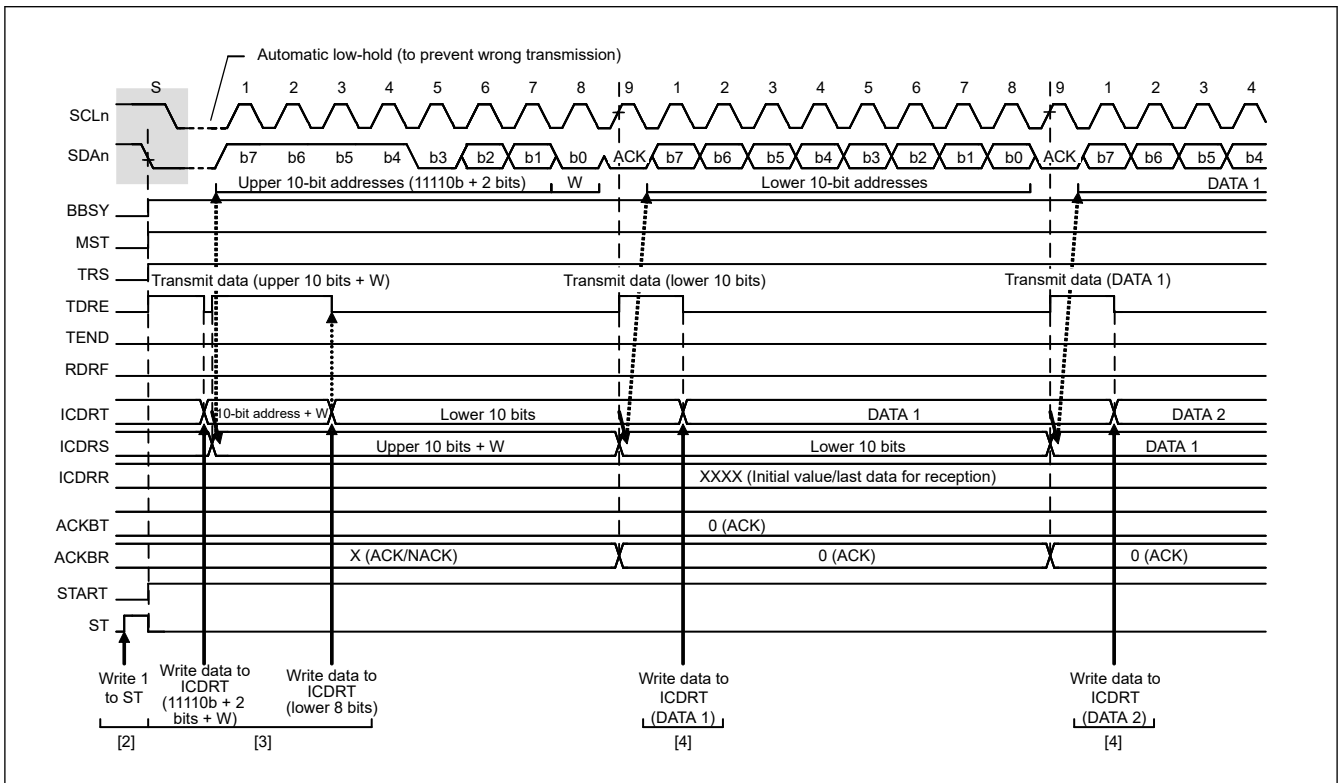 Automatic low-hold (to prevent wrong transmission)
S 1 2 3 4 5 6 7 8 9 1 2 3 4 5 6 7 8 9 1 2 3 4
SCLn
SDAn b7 b6 b5 b4 b3 b2 b1 b0 ACK b7 b6 b5 b4 b3 b2 b1 b0 ACK b7 b6 b5 b4
Upper 10-bit addresses (11110b + 2 bits) W Lower 10-bit addresses DATA 1
BBSY
MST
TRS
Transmit data (upper 10 bits + W) Transmit data (lower 10 bits) Transmit data (DATA 1)
TDRE
TEND
RDRF
ICDRT 10-bit address + W Lower 10 bits DATA 1 DATA 2
ICDRS Upper 10 bits + W Lower 10 bits DATA 1
ICDRR XXXX (Initial value/last data for reception)
ACKBT 0 (ACK)
ACKBR X (ACK/NACK) 0 (ACK) 0 (ACK)
START
ST
Write 1
to ST
Write data to
ICDRT
(11110b + 2
bits + W)
Write data to
ICDRT
(lower 8 bits)
Write data to
ICDRT
(DATA 1)
Write data to
ICDRT
(DATA 2)
[2] [3] [4] [4]